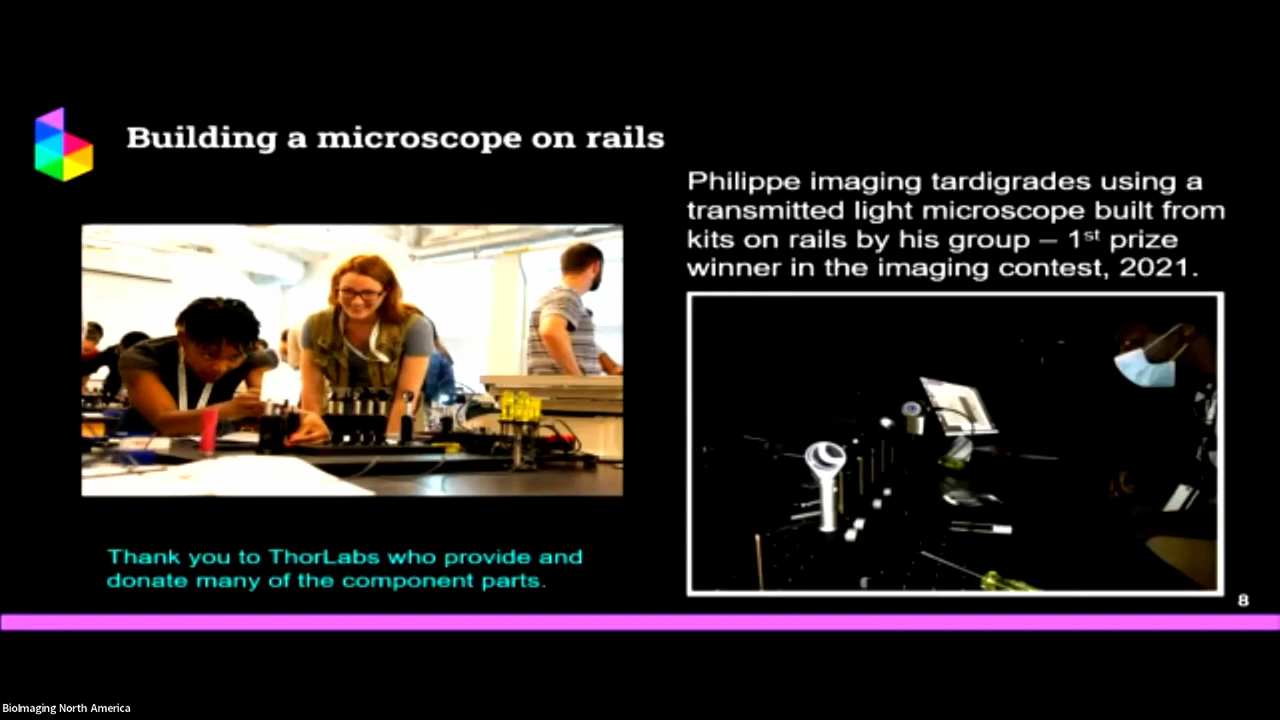 Building a microscope on rails
Philippe imaging tardigrades using a
transmitted light microscope built from
kits on rails by his group – 1st prize
winner in the imaging contest, 2021.
Thank you to ThorLabs who provide and
donate many of the component parts.
8
BioImaging North America